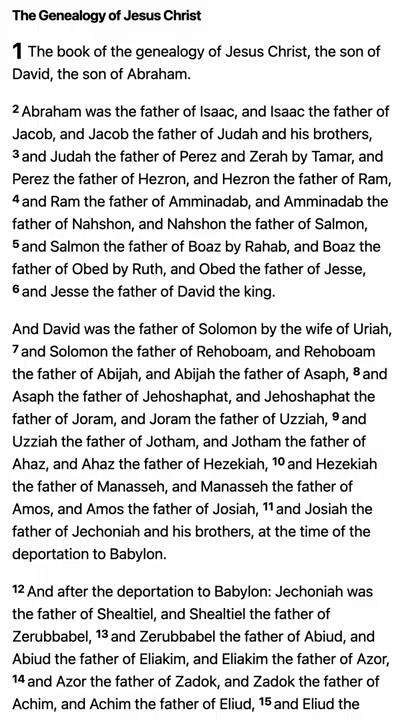 The Genealogy of Jesus Christ
1 The book of the genealogy of Jesus Christ, the son of
David, the son of Abraham.
2 Abraham was the father of Isaac, and Isaac the father of
Jacob, and Jacob the father of Judah and his brothers,
3 and Judah the father of Perez and Zerah by Tamar, and
Perez the father of Hezron, and Hezron the father of Ram,
4 and Ram the father of Amminadab, and Amminadab the
father of Nahshon, and Nahshon the father of Salmon,
5 and Salmon the father of Boaz by Rahab, and Boaz the
father of Obed by Ruth, and Obed the father of Jesse,
6 and Jesse the father of David the king.
And David was the father of Solomon by the wife of Uriah,
7 and Solomon the father of Rehoboam, and Rehoboam
the father of Abijah, and Abijah the father of Asaph, 8 and
Asaph the father of Jehoshaphat, and Jehoshaphat the
father of Joram, and Joram the father of Uzziah, 9 and
Uzziah the father of Jotham, and Jotham the father of
Ahaz, and Ahaz the father of Hezekiah, 10 and Hezekiah
the father of Manasseh, and Manasseh the father of
Amos, and Amos the father of Josiah, 11 and Josiah the
father of Jechoniah and his brothers, at the time of the
deportation to Babylon.
12 And after the deportation to Babylon: Jechoniah was
the father of Shealtiel, and Shealtiel the father of
Zerubbabel, 13 and Zerubbabel the father of Abiud, and
Abiud the father of Eliakim, and Eliakim the father of Azor,
14 and Azor the father of Zadok, and Zadok the father of
Achim, and Achim the father of Eliud, 15 and Eliud the